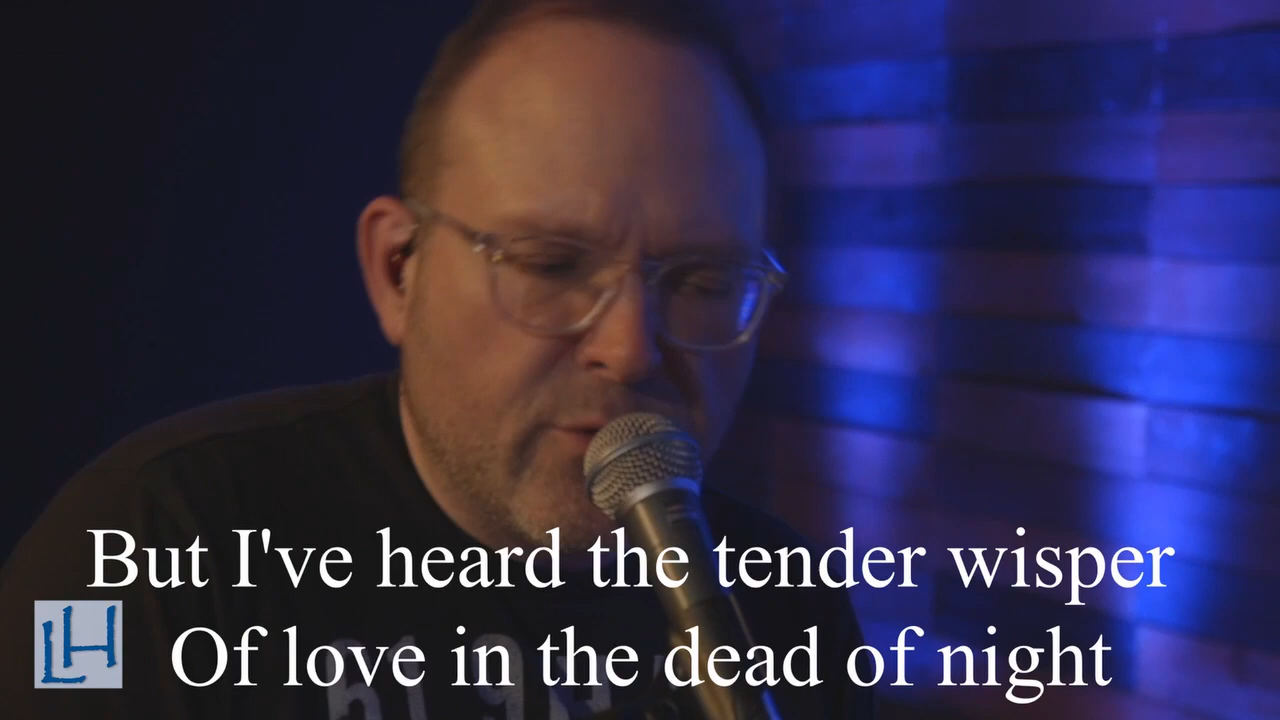 But I've heard the tender wisper
LH Of love in the dead of night